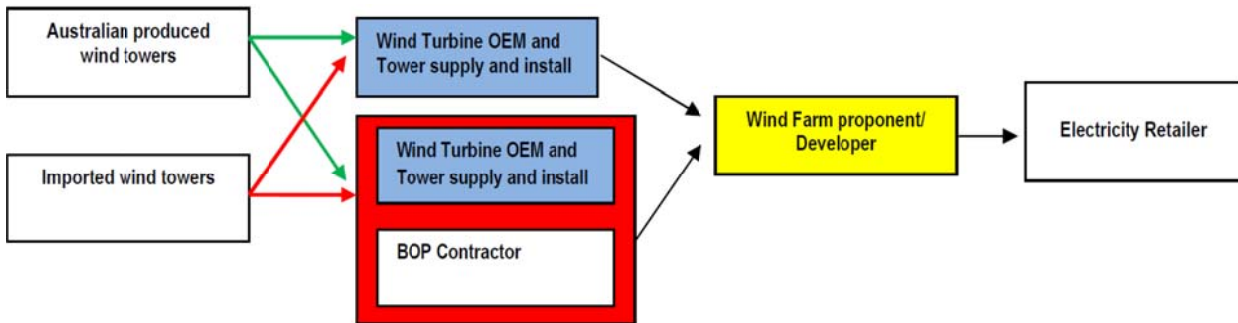 Australian produced
wind towers
Wind Turbine OEM and
Tower supply and install
Imported wind towers
Wind Turbine OEM and
Tower supply and install
BOP Contractor
Wind Farm proponent/
Developer
Electricity Retailer